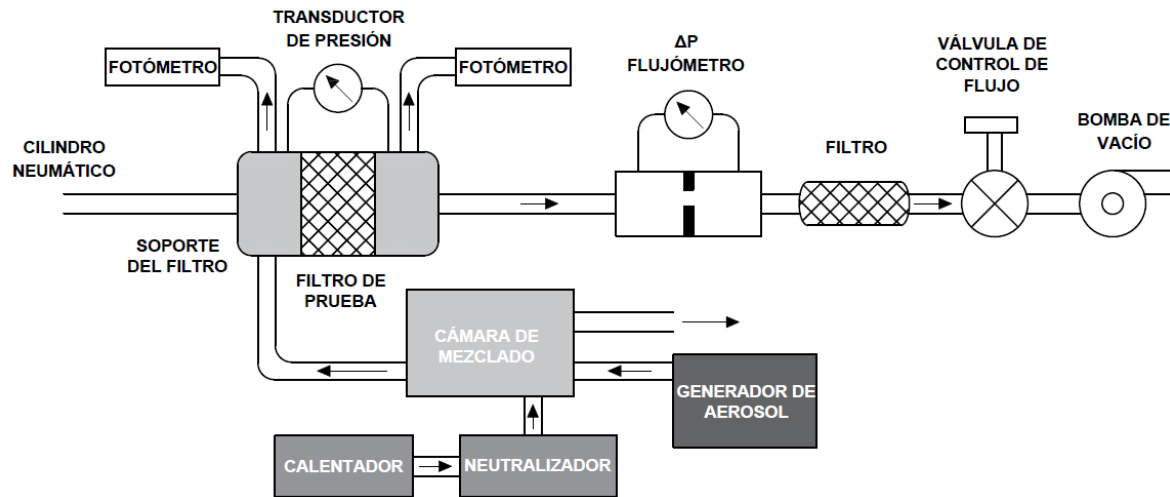 TRANSDUCTOR
DE PRESIÓN
FOTÓMETRO
FOTÓMETRO
ΔP
FLUJÓMETRO
VÁLVULA DE
CONTROL DE
FLUJO
BOMBA DE
VACÍO
CILINDRO
NEUMÁTICO
FILTRO
SOPORTE
DEL FILTRO
FILTRO DE
PRUEBA
CÁMARA DE
MEZCLADO
GENERADOR DE
AEROSOL
CALENTADOR
NEUTRALIZADOR